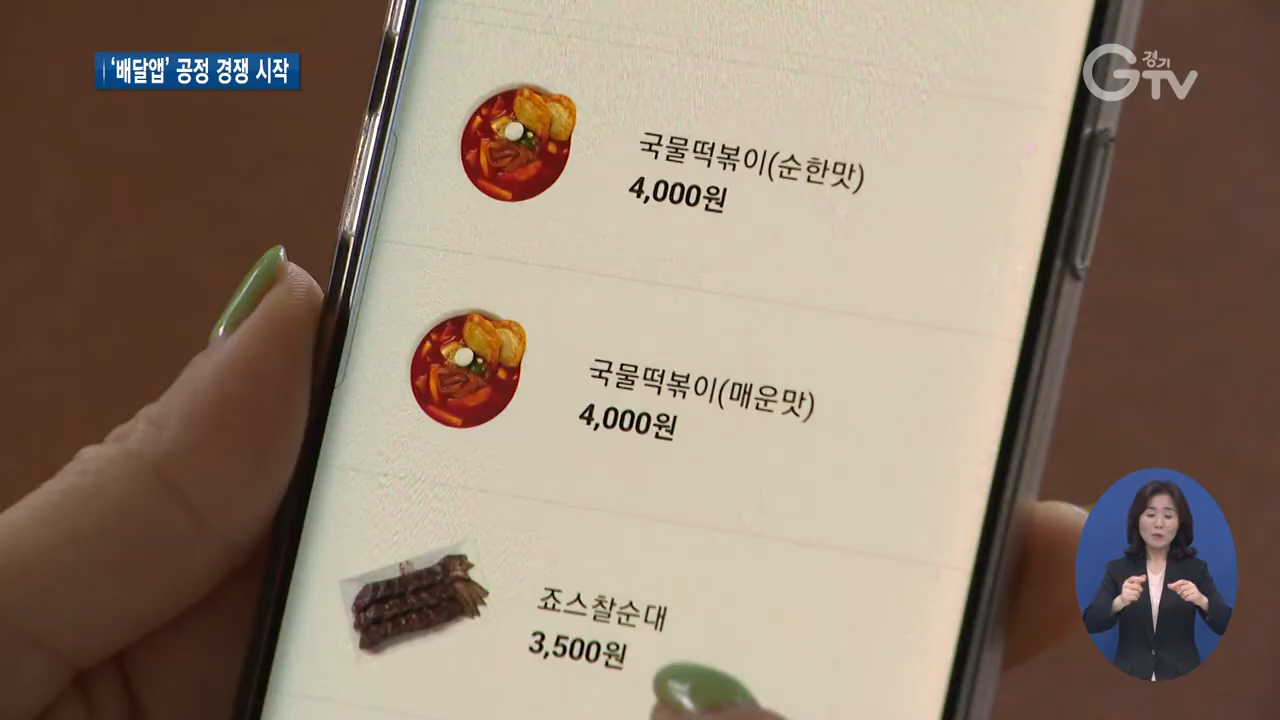 ‘배달앱’ 공정 경쟁 시작
경기
GTV
국물떡볶이(순한맛)
4,000원
국물떡볶이(매운맛)
4,000원
죠스찰순대
3,500원